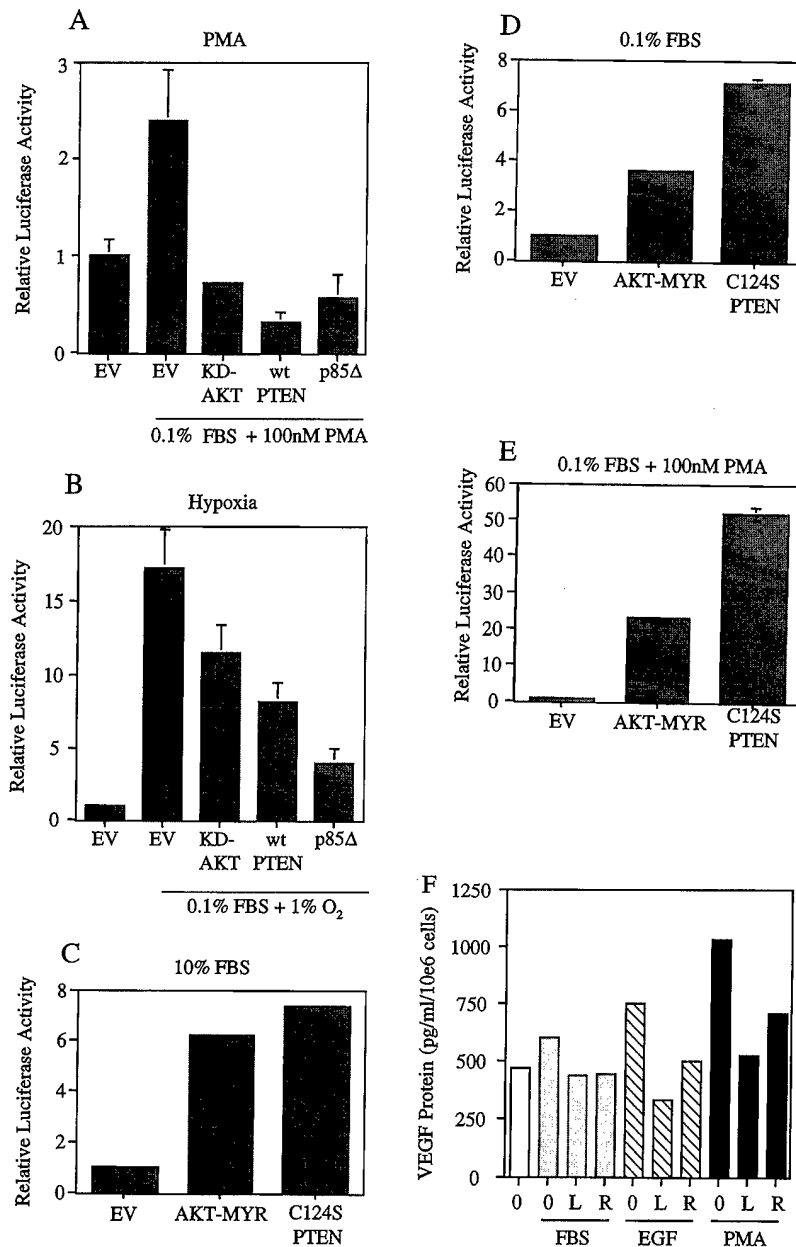 A
PMA
Relative Luciferase Activity
3
2
1
0
EV
EV
KD-
AKT
wt
PTEN
p85Δ
0.1% FBS + 100nM PMA
B
Hypoxia
Relative Luciferase Activity
20
15
10
5
0
EV
EV
KD-
AKT
wt
PTEN
p85Δ
0.1% FBS + 1% O₂
C
10% FBS
Relative Luciferase Activity
8
6
4
2
0
EV
AKT-MYR
C124S
PTEN
D
0.1% FBS
Relative Luciferase Activity
8
6
4
2
0
EV
AKT-MYR
C124S
PTEN
E
0.1% FBS + 100nM PMA
Relative Luciferase Activity
60
50
40
30
20
10
0
EV
AKT-MYR
C124S
PTEN
F
VEGF Protein (pg/ml/10e6 cells)
1250
1000
750
500
250
0
0 0 L R 0 L R 0 L R
FBS EGF PMA